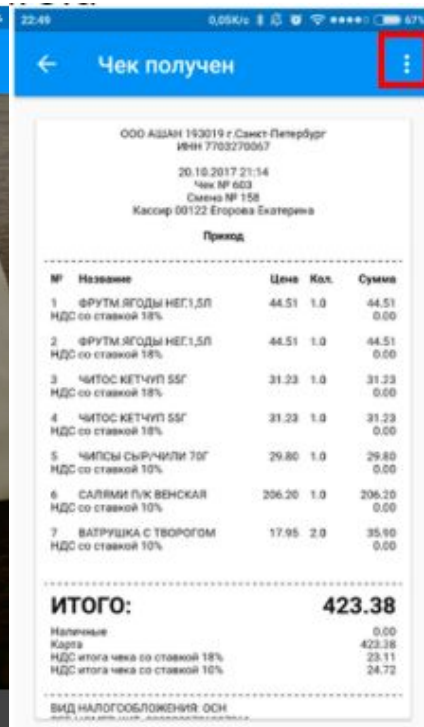 22:49 0,05K/с 67%
Чек получен
ООО АШАН 193019 г.Санкт-Петербург
ИНН 7703270067
20.10.2017 21:14
Чек № 603
Смена № 158
Кассир 00122 Егорова Екатерина
Приход
№ Название Цена Кол. Сумма
1 ФРУТМ.ЯГОДЫ НЕГ.1,5Л 44.51 1.0 44.51
НДС со ставкой 18% 0.00
2 ФРУТМ.ЯГОДЫ НЕГ.1,5Л 44.51 1.0 44.51
НДС со ставкой 18% 0.00
3 ЧИТОС КЕТЧУП 55Г 31.23 1.0 31.23
НДС со ставкой 18% 0.00
4 ЧИТОС КЕТЧУП 55Г 31.23 1.0 31.23
НДС со ставкой 18% 0.00
5 ЧИПСЫ СЫР/ЧИЛИ 70Г 29.80 1.0 29.80
НДС со ставкой 10% 0.00
6 САЛЯМИ П/К ВЕНСКАЯ 206.20 1.0 206.20
НДС со ставкой 10% 0.00
7 ВАТРУШКА С ТВОРОГОМ 17.95 2.0 35.90
НДС со ставкой 10% 0.00
ИТОГО: 423.38
Наличные 0.00
Карта 423.38
НДС итога чека со ставкой 18% 23.11
НДС итога чека со ставкой 10% 24.72
ВИД НАЛОГООБЛОЖЕНИЯ: ОСН